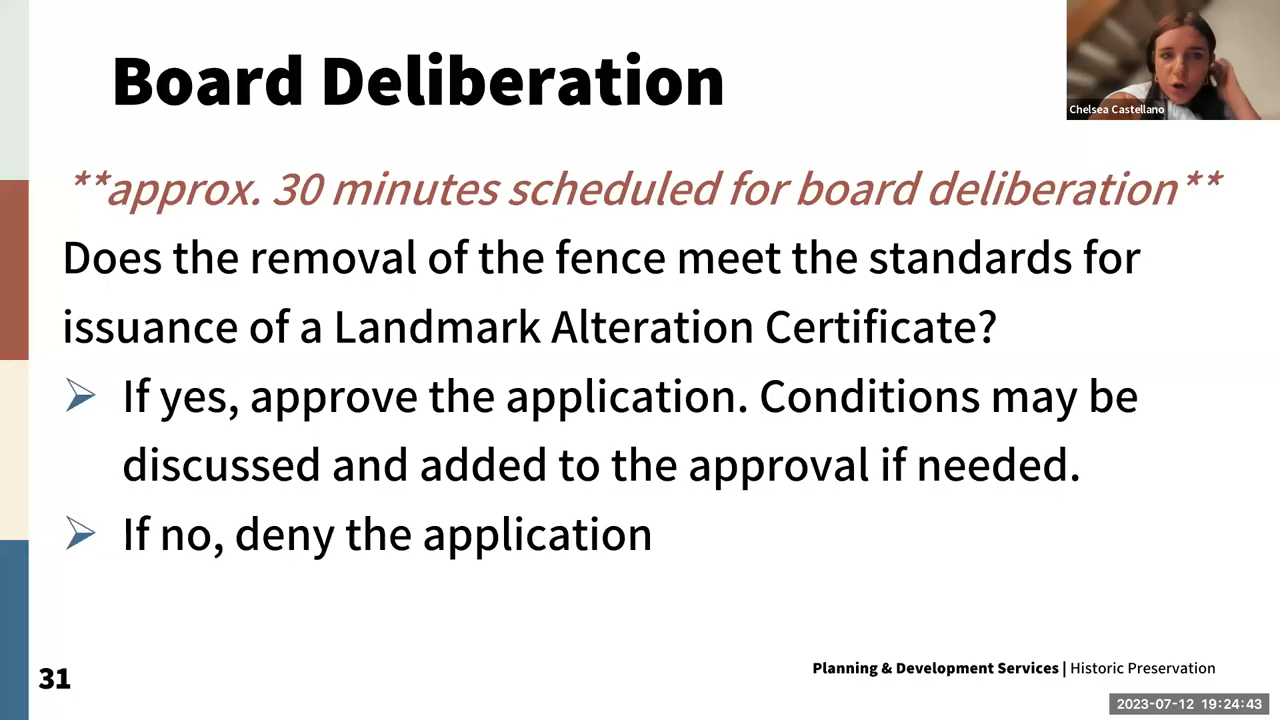 Board Deliberation
Chelsea Castellano
**approx. 30 minutes scheduled for board deliberation**
Does the removal of the fence meet the standards for
issuance of a Landmark Alteration Certificate?
If yes, approve the application. Conditions may be
discussed and added to the approval if needed.
If no, deny the application
31
Planning & Development Services | Historic Preservation
2023-07-12 19:24:43